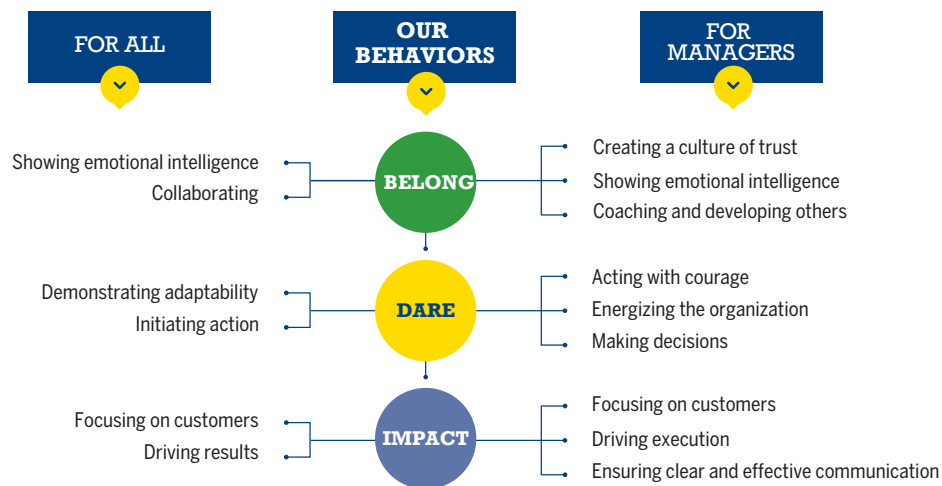 FOR ALL
OUR
BEHAVIORS
FOR
MANAGERS
Showing emotional intelligence
Collaborating
BELONG
Creating a culture of trust
Showing emotional intelligence
Coaching and developing others
Demonstrating adaptability
Initiating action
DARE
Acting with courage
Energizing the organization
Making decisions
Focusing on customers
Driving results
IMPACT
Focusing on customers
Driving execution
Ensuring clear and effective communication